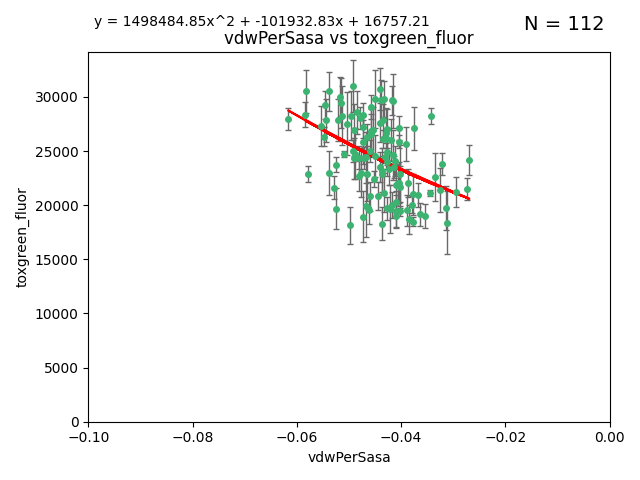 y = 1498484.85x^2 + -101932.83x + 16757.21
N = 112
vdwPerSasa vs toxgreen_fluor
30000
25000
20000
15000
10000
5000
0
toxgreen_fluor
−0.10 −0.08 −0.06 −0.04 −0.02 0.00
vdwPerSasa